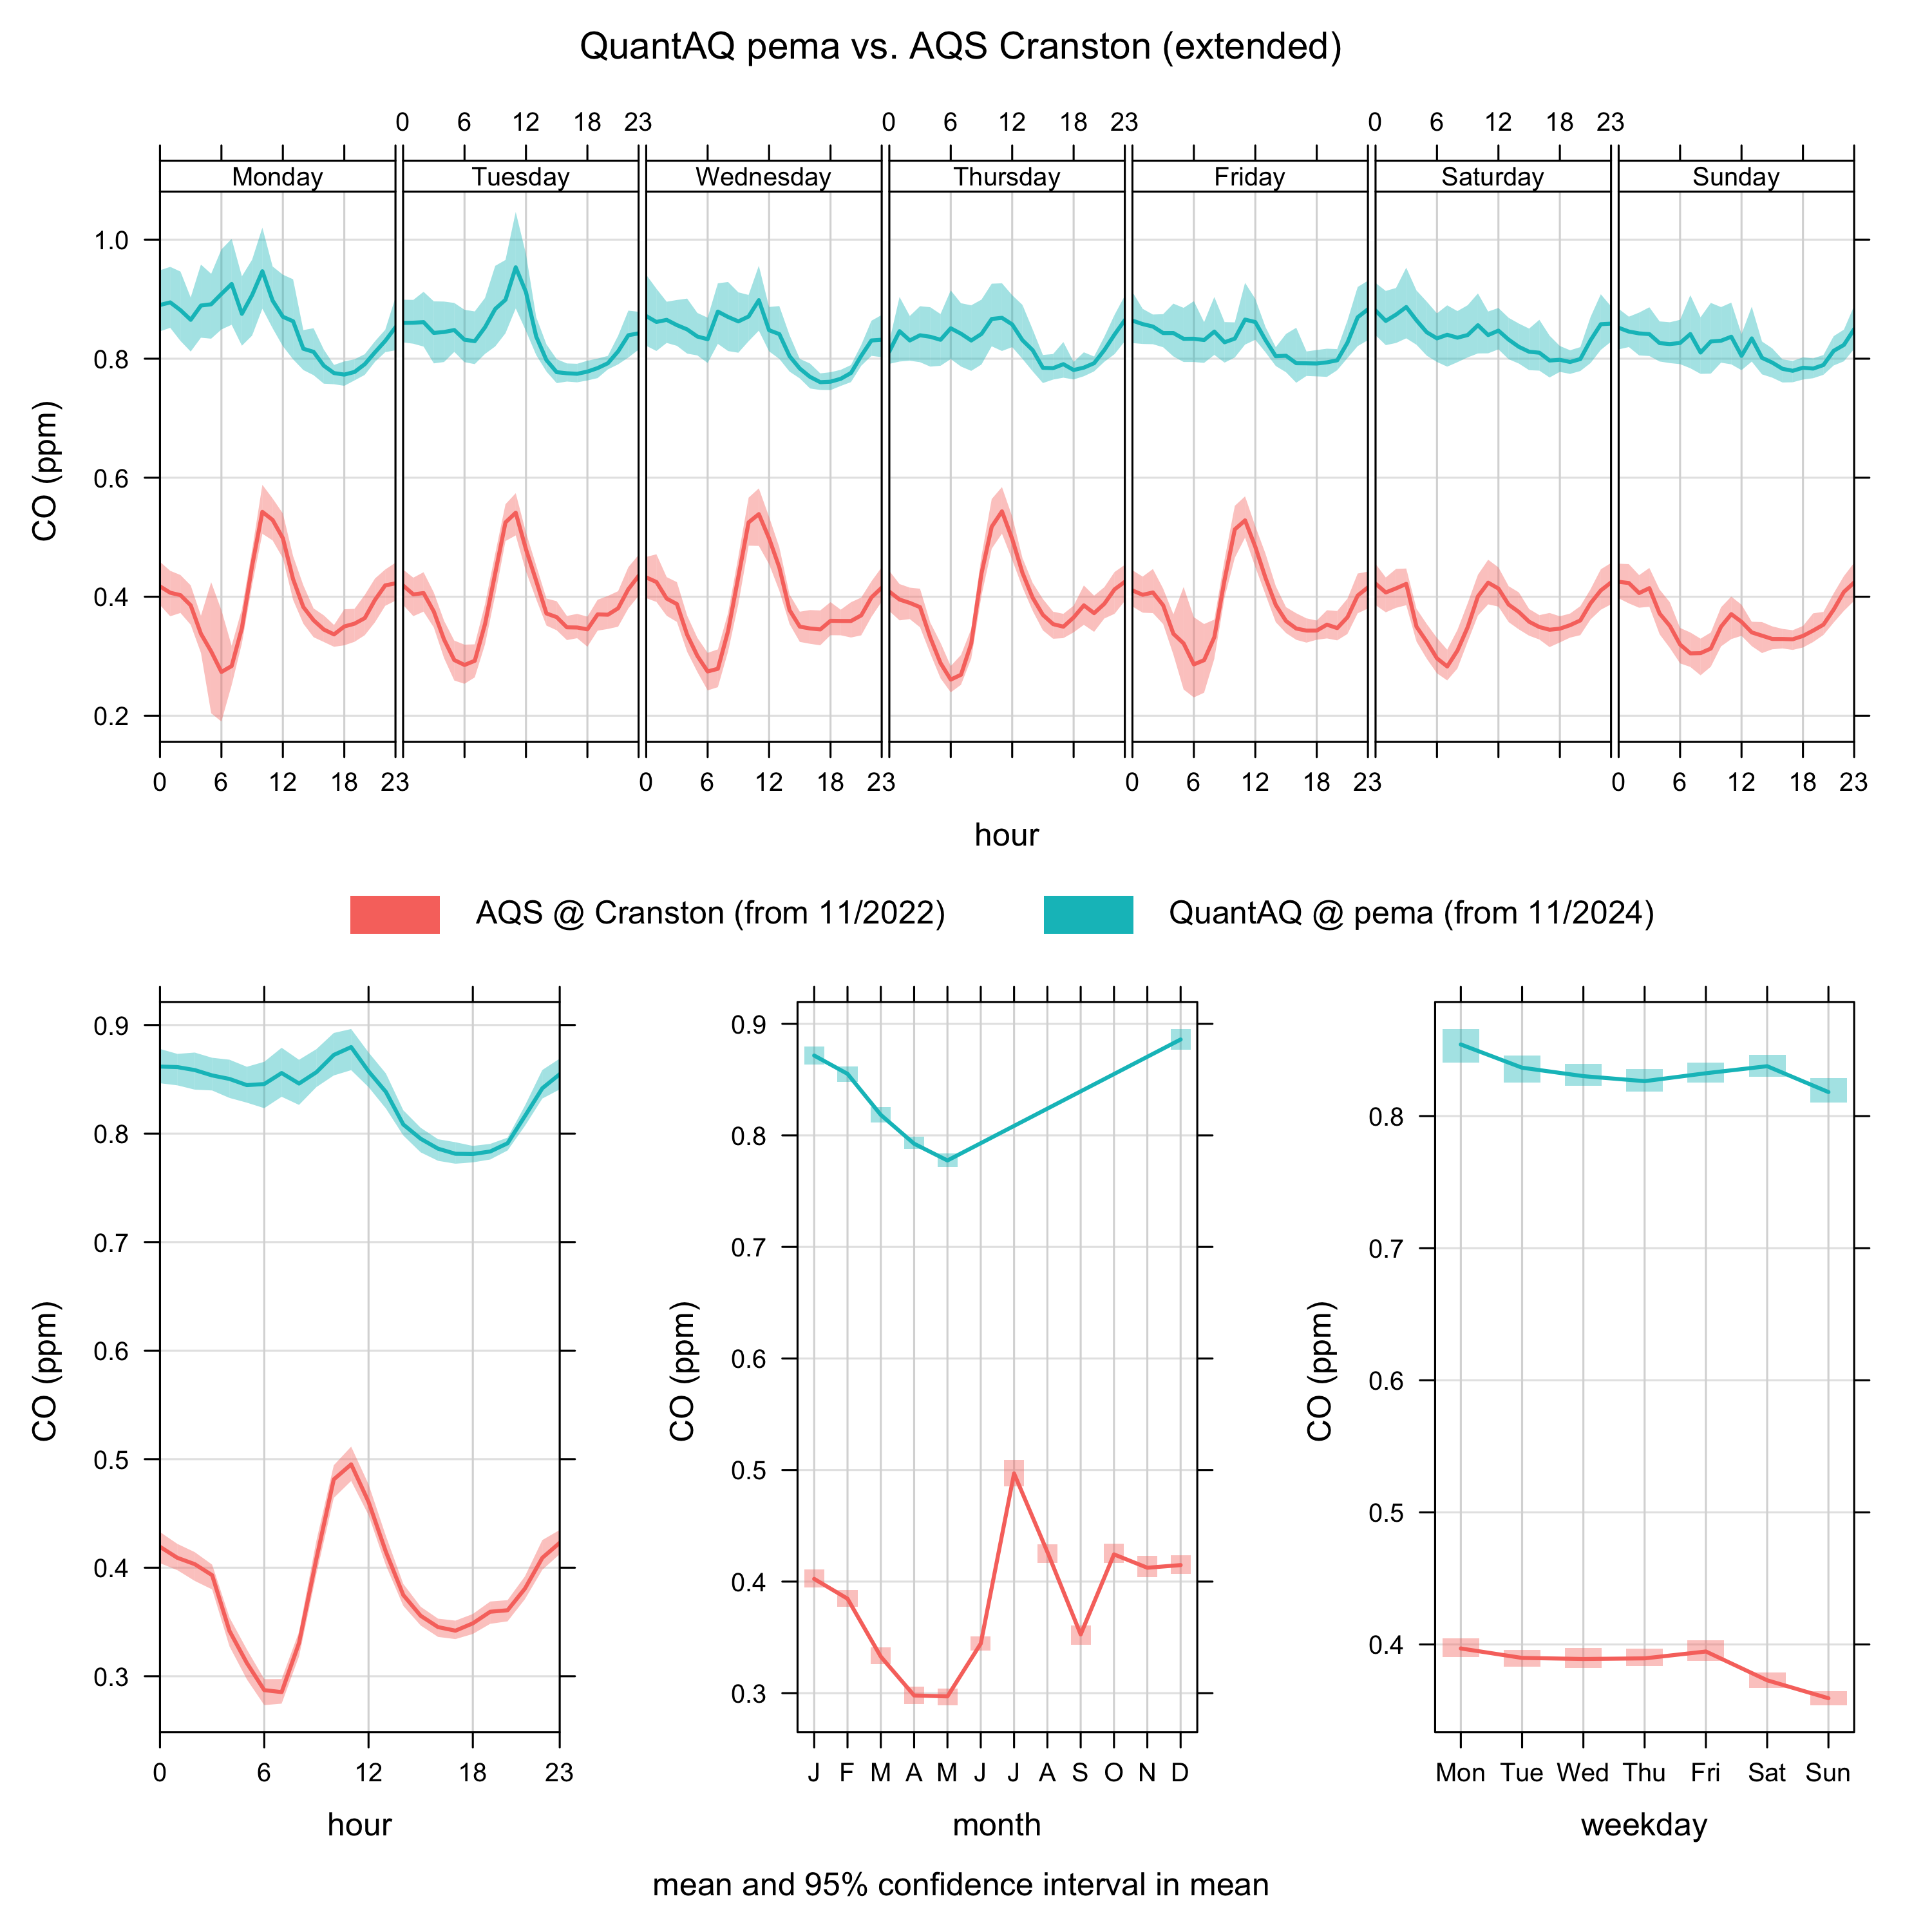 QuantAQ pema vs. AQS Cranston (extended)
0 6 12 18 23 0 6 12 18 23 0 6 12 18 23
Monday Tuesday Wednesday Thursday Friday Saturday Sunday
1.0
0.8
0.6
0.4
0.2
CO (ppm)
0 6 12 18 23 0 6 12 18 23 0 6 12 18 23 0 6 12 18 23
hour
AQS @ Cranston (from 11/2022) QuantAQ @ pema (from 11/2024)
0.9
0.8
0.7
0.6
0.5
0.4
0.3
CO (ppm)
0 6 12 18 23
hour
0.9
0.8
0.7
0.6
0.5
0.4
0.3
CO (ppm)
J F M A M J J A S O N D
month
0.8
0.7
0.6
0.5
0.4
CO (ppm)
Mon Tue Wed Thu Fri Sat Sun
weekday
mean and 95% confidence interval in mean